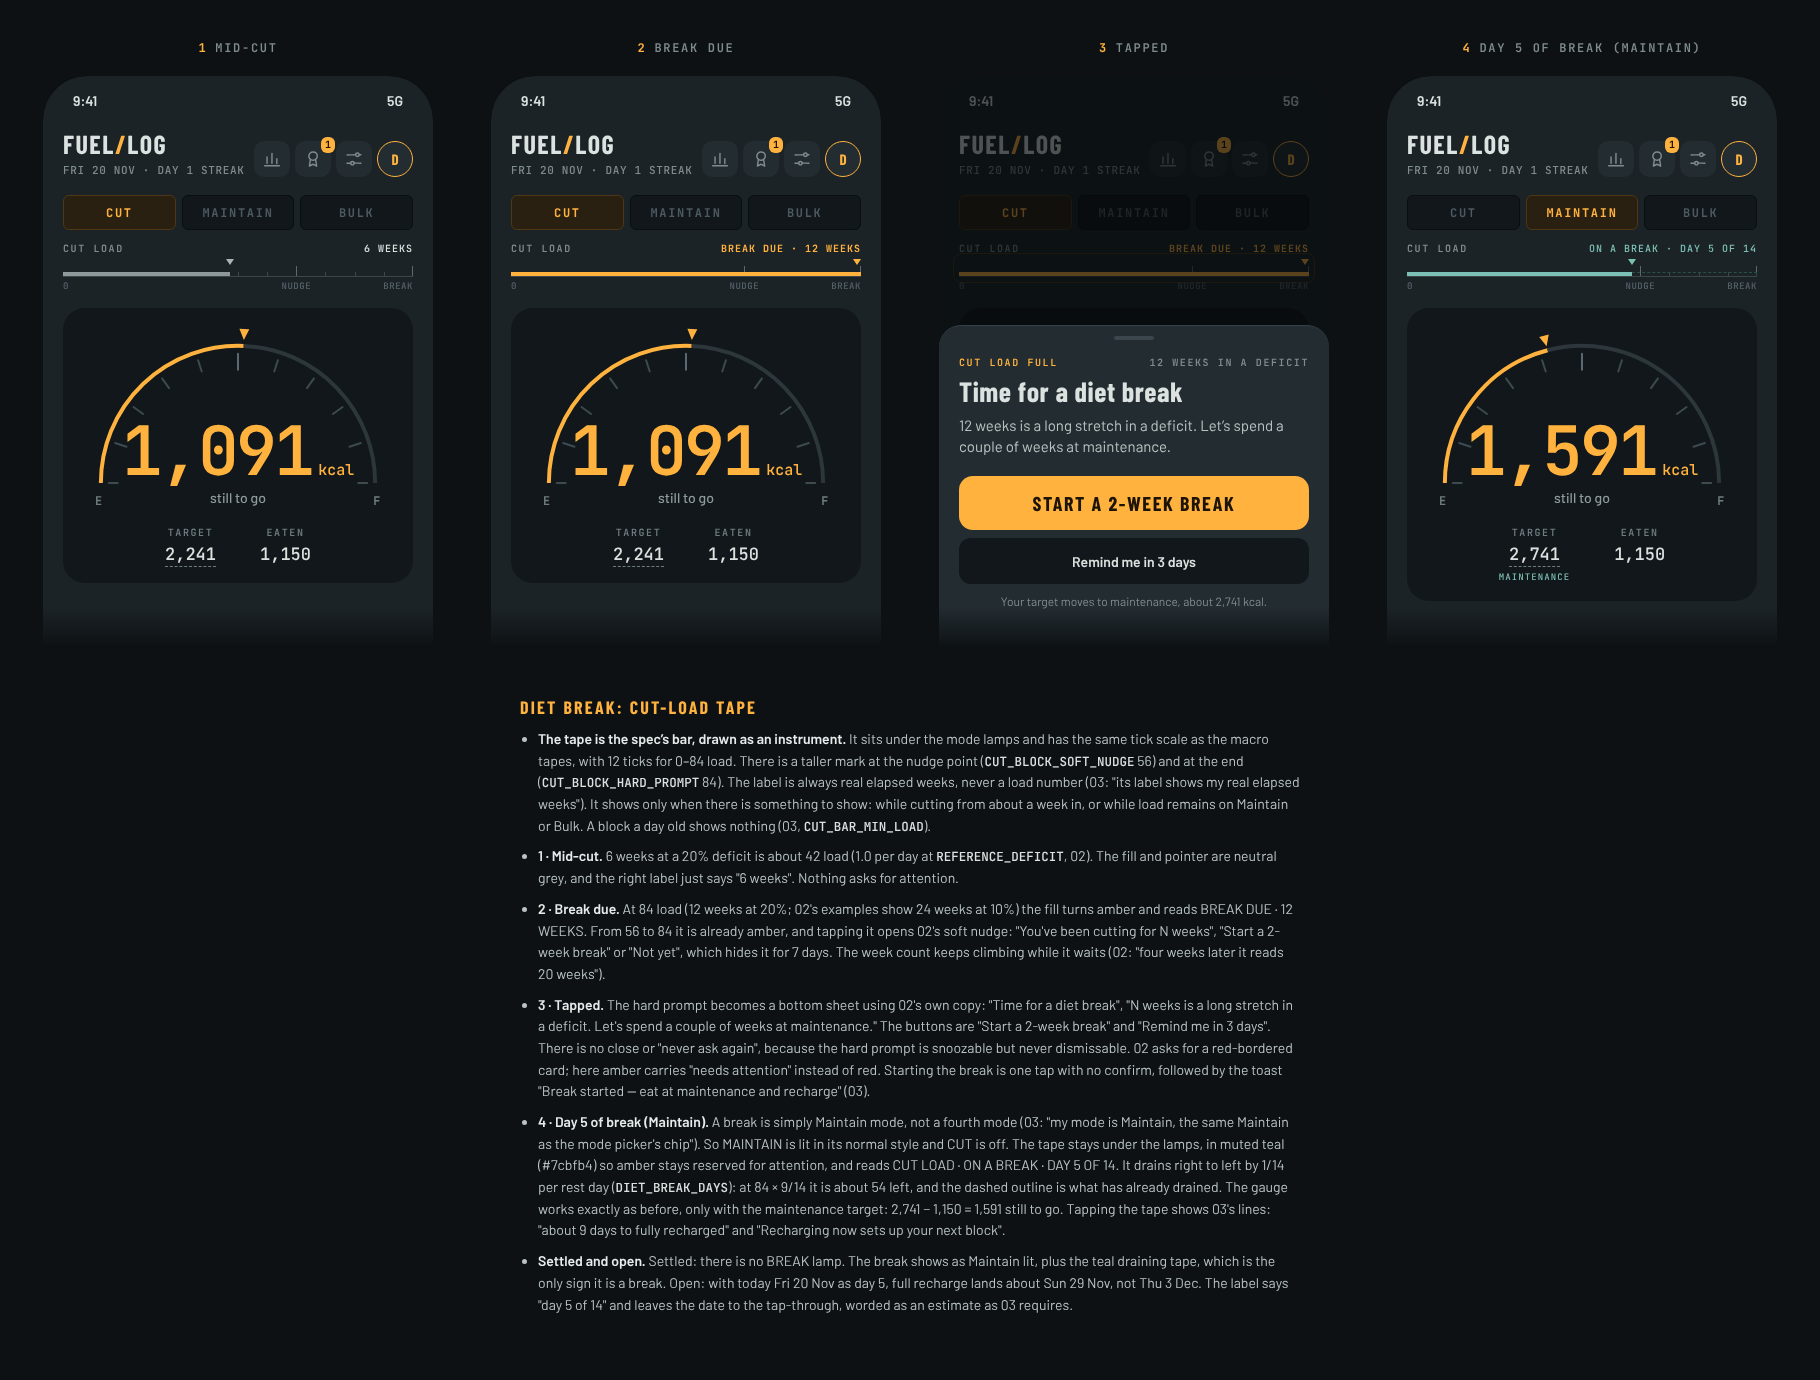 1 MID-CUT
9:41 5G
FUEL/LOG
1
D
FRI 20 NOV · DAY 1 STREAK
CUT MAINTAIN BULK
CUT LOAD 6 WEEKS
0 NUDGE BREAK
1,091 kcal
still to go
E F
TARGET EATEN
2,241 1,150
2 BREAK DUE
9:41 5G
FUEL/LOG
1
D
FRI 20 NOV · DAY 1 STREAK
CUT MAINTAIN BULK
CUT LOAD BREAK DUE · 12 WEEKS
0 NUDGE BREAK
1,091 kcal
still to go
E F
TARGET EATEN
2,241 1,150
3 TAPPED
9:41 5G
FUEL/LOG
1
D
FRI 20 NOV · DAY 1 STREAK
CUT MAINTAIN BULK
CUT LOAD BREAK DUE · 12 WEEKS
0 NUDGE BREAK
CUT LOAD FULL 12 WEEKS IN A DEFICIT
Time for a diet break
12 weeks is a long stretch in a deficit. Let's spend a
couple of weeks at maintenance.
START A 2-WEEK BREAK
Remind me in 3 days
Your target moves to maintenance, about 2,741 kcal.
4 DAY 5 OF BREAK (MAINTAIN)
9:41 5G
FUEL/LOG
1
D
FRI 20 NOV · DAY 1 STREAK
CUT MAINTAIN BULK
CUT LOAD ON A BREAK · DAY 5 OF 14
0 NUDGE BREAK
1,591 kcal
still to go
E F
TARGET EATEN
2,741 1,150
MAINTENANCE
DIET BREAK: CUT-LOAD TAPE
• The tape is the spec's bar, drawn as an instrument. It sits under the mode lamps and has the same tick scale as the macro
tapes, with 12 ticks for 0–84 load. There is a taller mark at the nudge point (CUT_BLOCK_SOFT_NUDGE 56) and at the end
(CUT_BLOCK_HARD_PROMPT 84). The label is always real elapsed weeks, never a load number (03: "its label shows my real elapsed
weeks"). It shows only when there is something to show: while cutting from about a week in, or while load remains on Maintain
or Bulk. A block a day old shows nothing (03, CUT_BAR_MIN_LOAD).
• 1 · Mid-cut. 6 weeks at a 20% deficit is about 42 load (1.0 per day at REFERENCE_DEFICIT, 02). The fill and pointer are neutral
grey, and the right label just says "6 weeks". Nothing asks for attention.
• 2 · Break due. At 84 load (12 weeks at 20%; 02's examples show 24 weeks at 10%) the fill turns amber and reads BREAK DUE · 12
WEEKS. From 56 to 84 it is already amber, and tapping it opens 02's soft nudge: "You've been cutting for N weeks", "Start a 2-
week break" or "Not yet", which hides it for 7 days. The week count keeps climbing while it waits (02: "four weeks later it reads
20 weeks").
• 3 · Tapped. The hard prompt becomes a bottom sheet using 02's own copy: "Time for a diet break", "N weeks is a long stretch in
a deficit. Let's spend a couple of weeks at maintenance." The buttons are "Start a 2-week break" and "Remind me in 3 days".
There is no close or "never ask again", because the hard prompt is snoozable but never dismissable. 02 asks for a red-bordered
card; here amber carries "needs attention" instead of red. Starting the break is one tap with no confirm, followed by the toast
"Break started — eat at maintenance and recharge" (03).
• 4 · Day 5 of break (Maintain). A break is simply Maintain mode, not a fourth mode (03: "my mode is Maintain, the same Maintain
as the mode picker's chip"). So MAINTAIN is lit in its normal style and CUT is off. The tape stays under the lamps, in muted teal
(#7cbfb4) so amber stays reserved for attention, and reads CUT LOAD · ON A BREAK · DAY 5 OF 14. It drains right to left by 1/14
per rest day (DIET_BREAK_DAYS): at 84 × 9/14 it is about 54 left, and the dashed outline is what has already drained. The gauge
works exactly as before, only with the maintenance target: 2,741 − 1,150 = 1,591 still to go. Tapping the tape shows 03's lines:
"about 9 days to fully recharged" and "Recharging now sets up your next block".
• Settled and open. Settled: there is no BREAK lamp. The break shows as Maintain lit, plus the teal draining tape, which is the
only sign it is a break. Open: with today Fri 20 Nov as day 5, full recharge lands about Sun 29 Nov, not Thu 3 Dec. The label says
"day 5 of 14" and leaves the date to the tap-through, worded as an estimate as 03 requires.